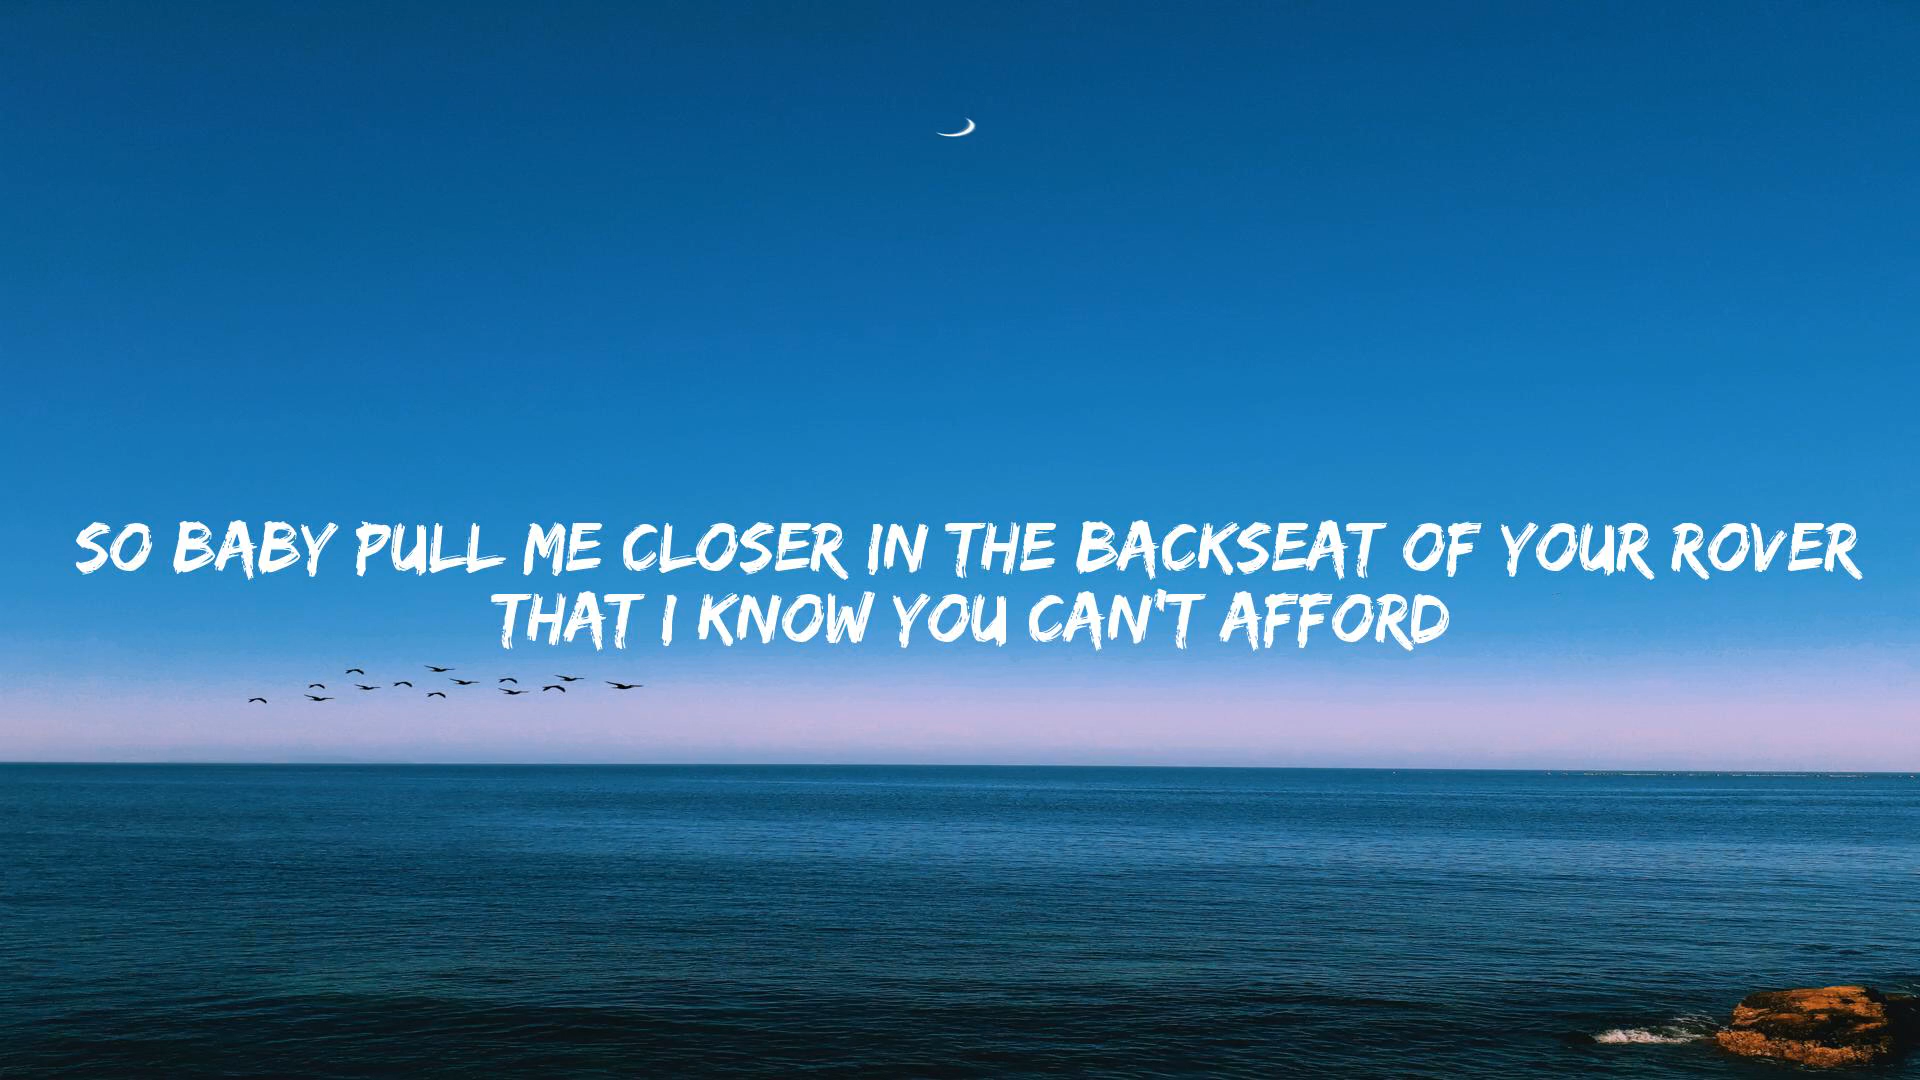 SO BABY PULL ME CLOSER IN THE BACKSEAT OF YOUR ROVER
THAT I KNOW YOU CAN'T AFFORD